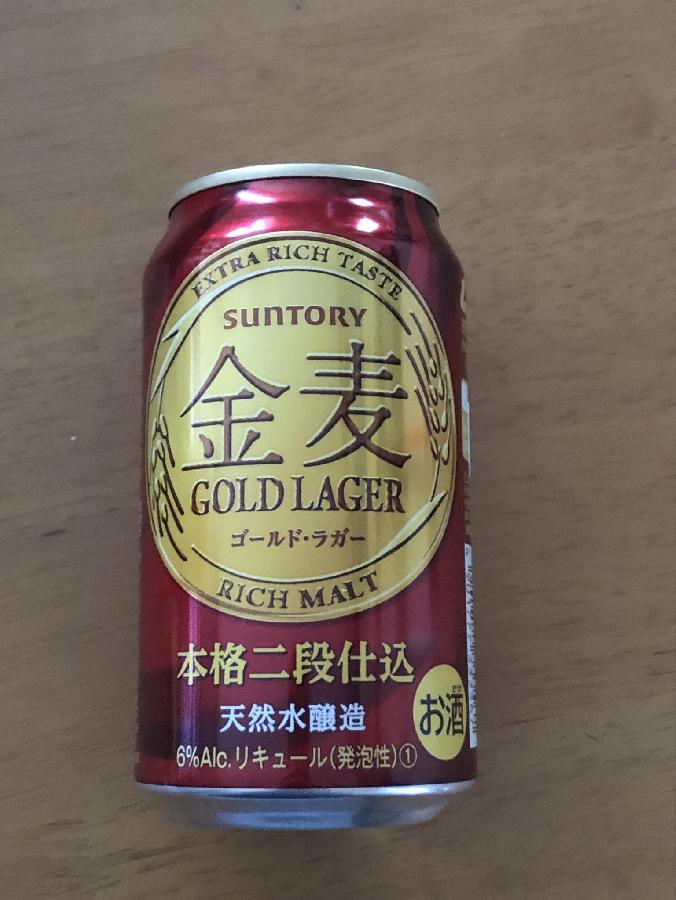 EXTRA RICH TASTE
SUNTORY
金麦
GOLD LAGER
ゴールド・ラガー
RICH MALT
本格二段仕込
天然水醸造
お酒
6%Alc. リキュール(発泡性)①